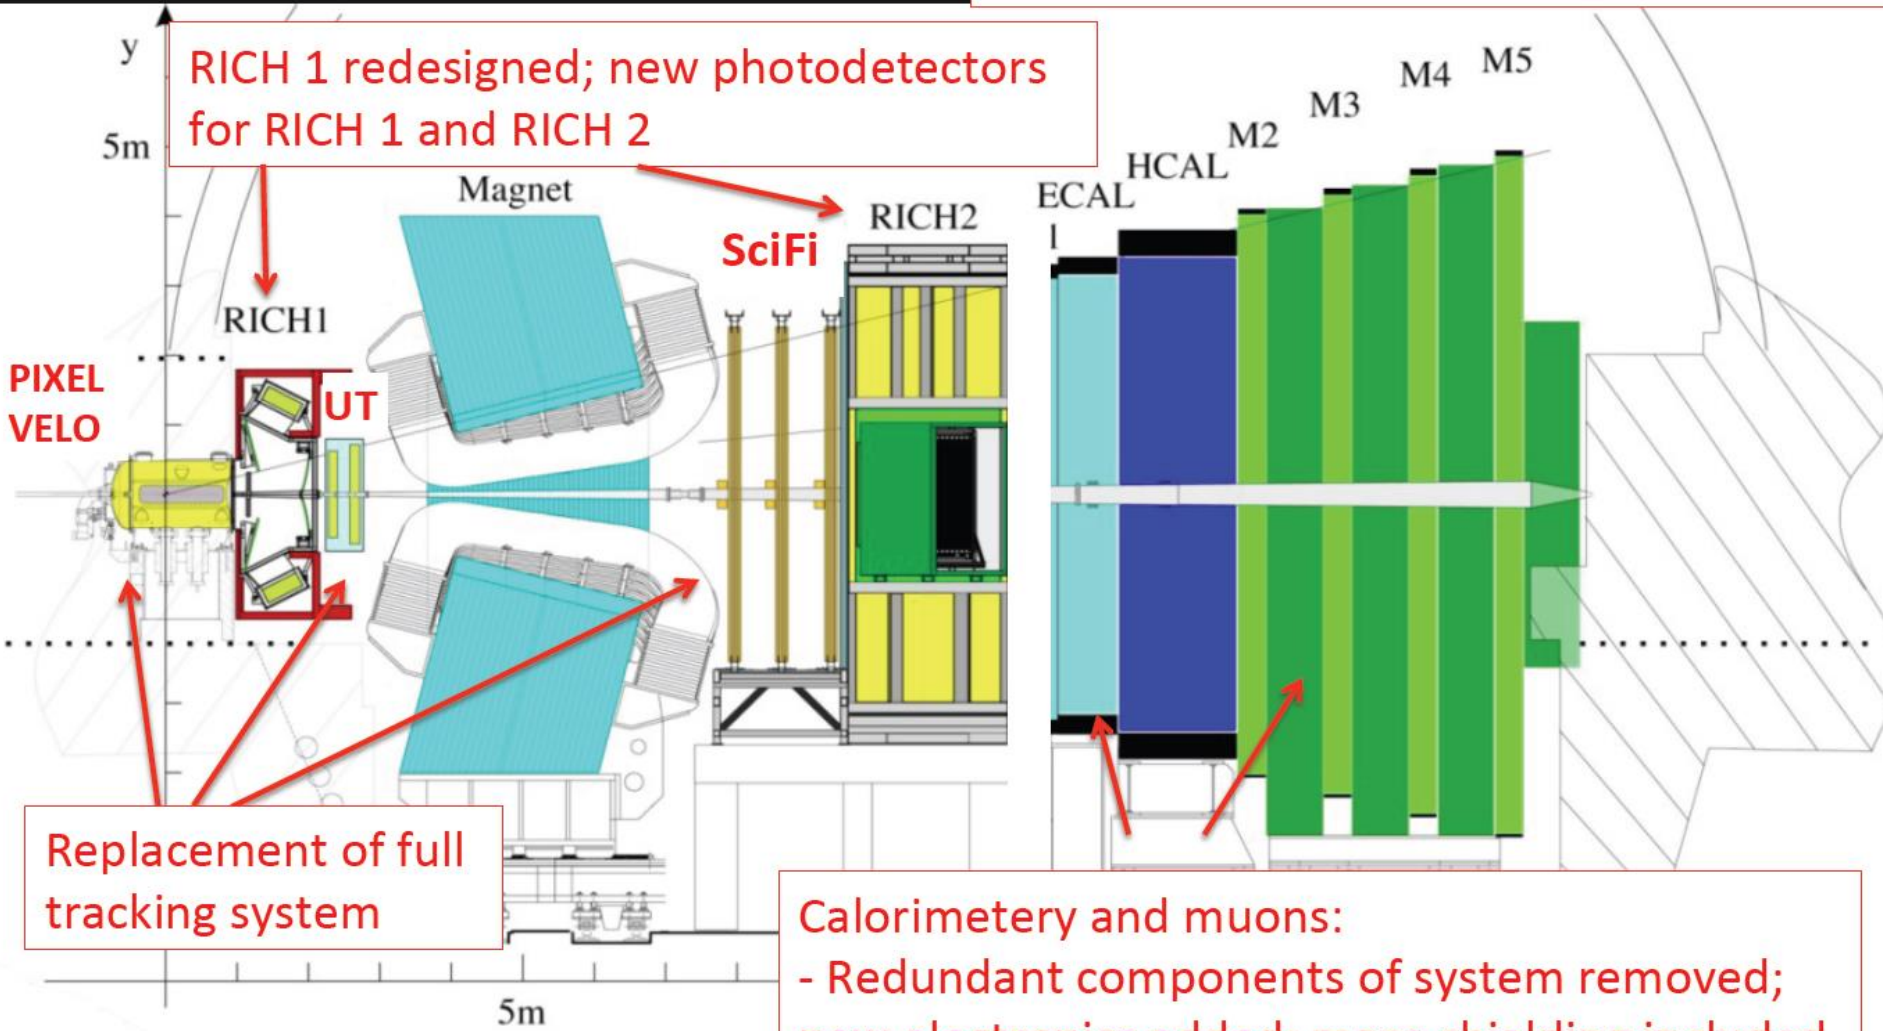 y
RICH 1 redesigned; new photodetectors
for RICH 1 and RICH 2
5m
Magnet
SciFi
RICH2
ECAL
HCAL
M2
M3
M4
M5
RICH1
PIXEL
VELO
UT
Replacement of full
tracking system
5m
Calorimetery and muons:
- Redundant components of system removed;